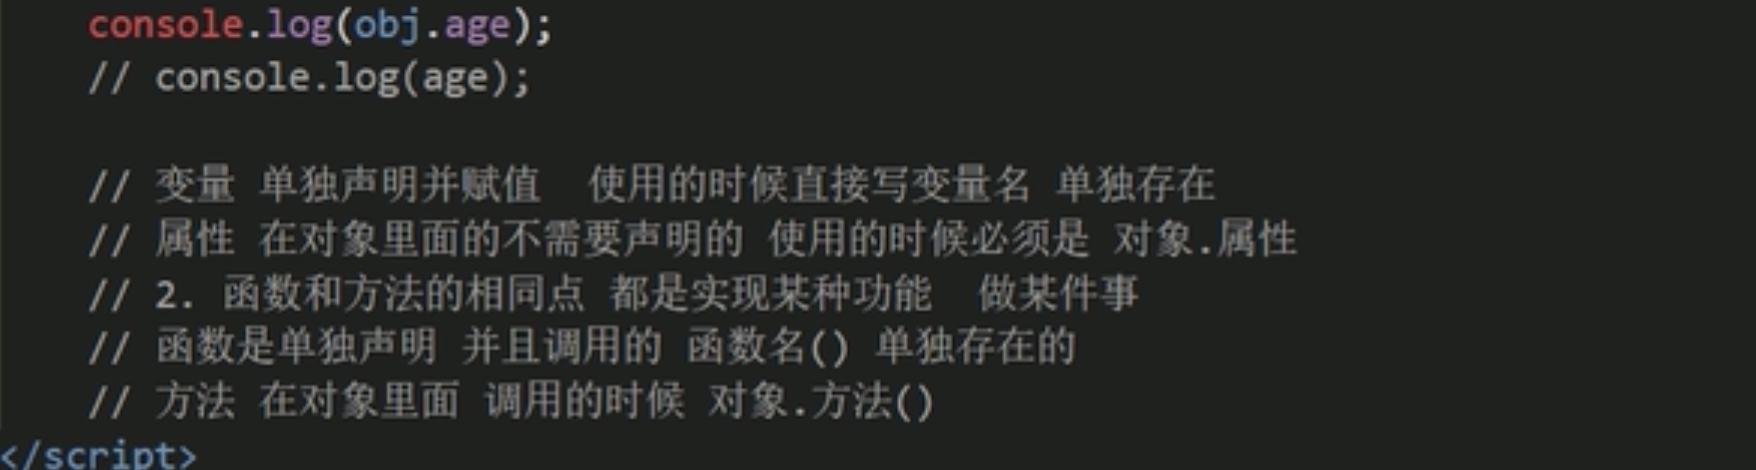 console.log(obj.age);
// console.log(age);
// 变量 单独声明并赋值  使用的时候直接写变量名 单独存在
// 属性 在对象里面的不需要声明的 使用的时候必须是 对象.属性
// 2. 函数和方法的相同点 都是实现某种功能  做某件事
// 函数是单独声明 并且调用的 函数名() 单独存在的
// 方法 在对象里面 调用的时候 对象.方法()
</script>